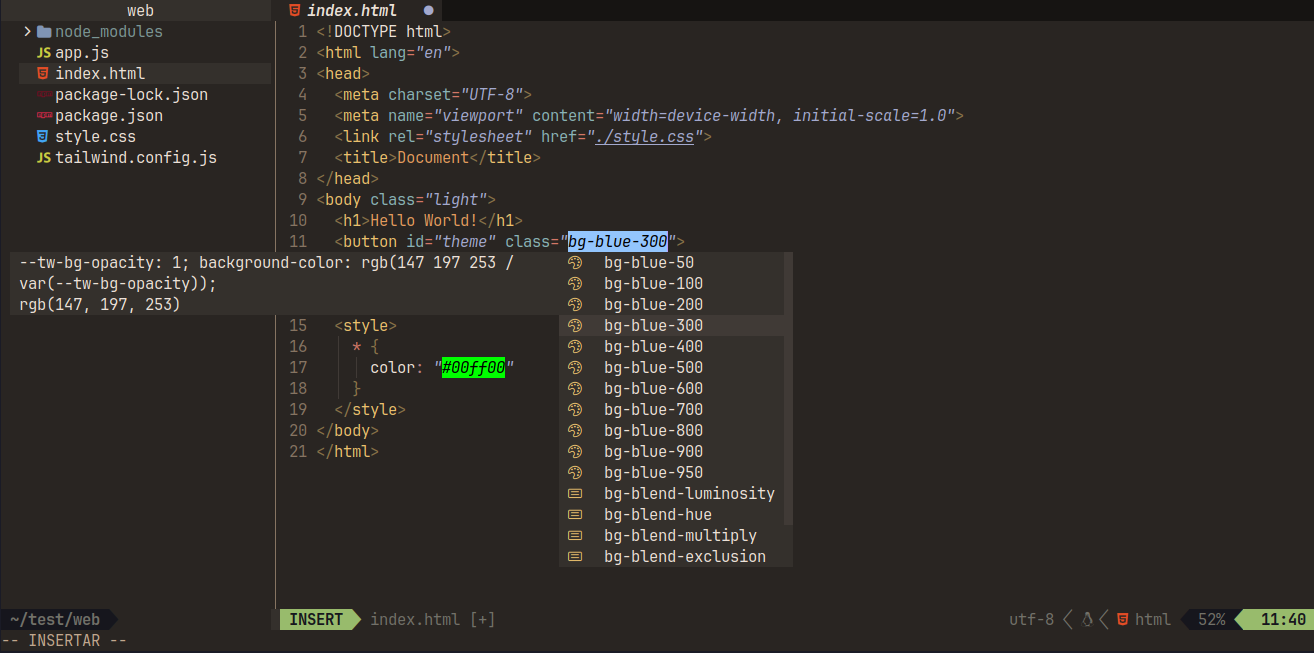 web
node_modules
JS app.js
index.html
package-lock.json
package.json
style.css
JS tailwind.config.js
index.html
1 <!DOCTYPE html>
2 <html lang="en">
3 <head>
4 <meta charset="UTF-8">
5 <meta name="viewport" content="width=device-width, initial-scale=1.0">
6 <link rel="stylesheet" href="./style.css">
7 <title>Document</title>
8 </head>
9 <body class="light">
10 <h1>Hello World!</h1>
11 <button id="theme" class="bg-blue-300">
--tw-bg-opacity: 1; background-color: rgb(147 197 253 /
var(--tw-bg-opacity));
rgb(147, 197, 253)
bg-blue-50
bg-blue-100
bg-blue-200
bg-blue-300
bg-blue-400
bg-blue-500
bg-blue-600
bg-blue-700
bg-blue-800
bg-blue-900
bg-blue-950
bg-blend-luminosity
bg-blend-hue
bg-blend-multiply
bg-blend-exclusion
15 <style>
16 * {
17 color: "#00ff00"
18 }
19 </style>
20 </body>
21 </html>
~/test/web
INSERT index.html [+]
utf-8 html 52% 11:40
-- INSERTAR --